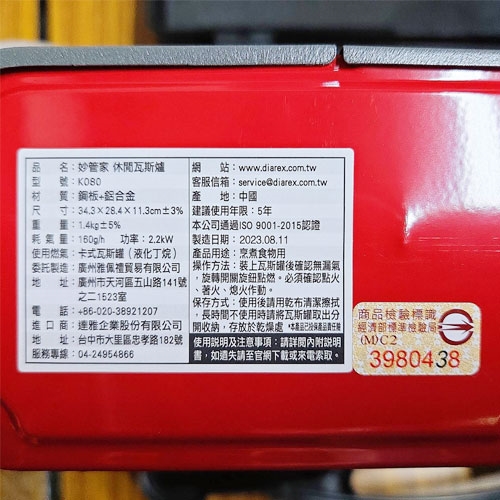 品　名：妙管家 休閒瓦斯爐
型　號：K080
材　質：鋼板+鋁合金
尺　寸：34.3×28.4×11.3cm±3%
重　量：1.4kg±5%
耗氣量：160g/h　功率：2.2kW
使用燃氣：卡式瓦斯罐（液化丁烷）
委託製造：廣州雅佩禮貿易有限公司
地　址：廣州市天河區五山路141號
之二1523室
電　話：+86-020-38921207
進口商：達雅企業股份有限公司
地　址：台中市大里區忠孝路182號
服務專線：04-24954866
網　站：www.diarex.com.tw
客服信箱：service@diarex.com.tw
產　地：中國
建議使用年限：5年
本公司通過ISO 9001-2015認證
製造日期：2023.08.11
使用用途：烹煮食物用
操作方法：裝上瓦斯罐後確認無漏氣
，旋轉開關旋鈕點燃。必須確認點火
、著火、熄火作動。
保存方式：使用後請用乾布清潔擦拭
，長時間不使用時請將瓦斯罐取出分
開收納，存放於乾燥處 *本產品已投保產品責任險
使用說明及注意事項：請詳閱內附說明
書，如遺失請至官網下載或來電索取。
商品檢驗標識
經濟部標準檢驗局
(M)C2
3980438